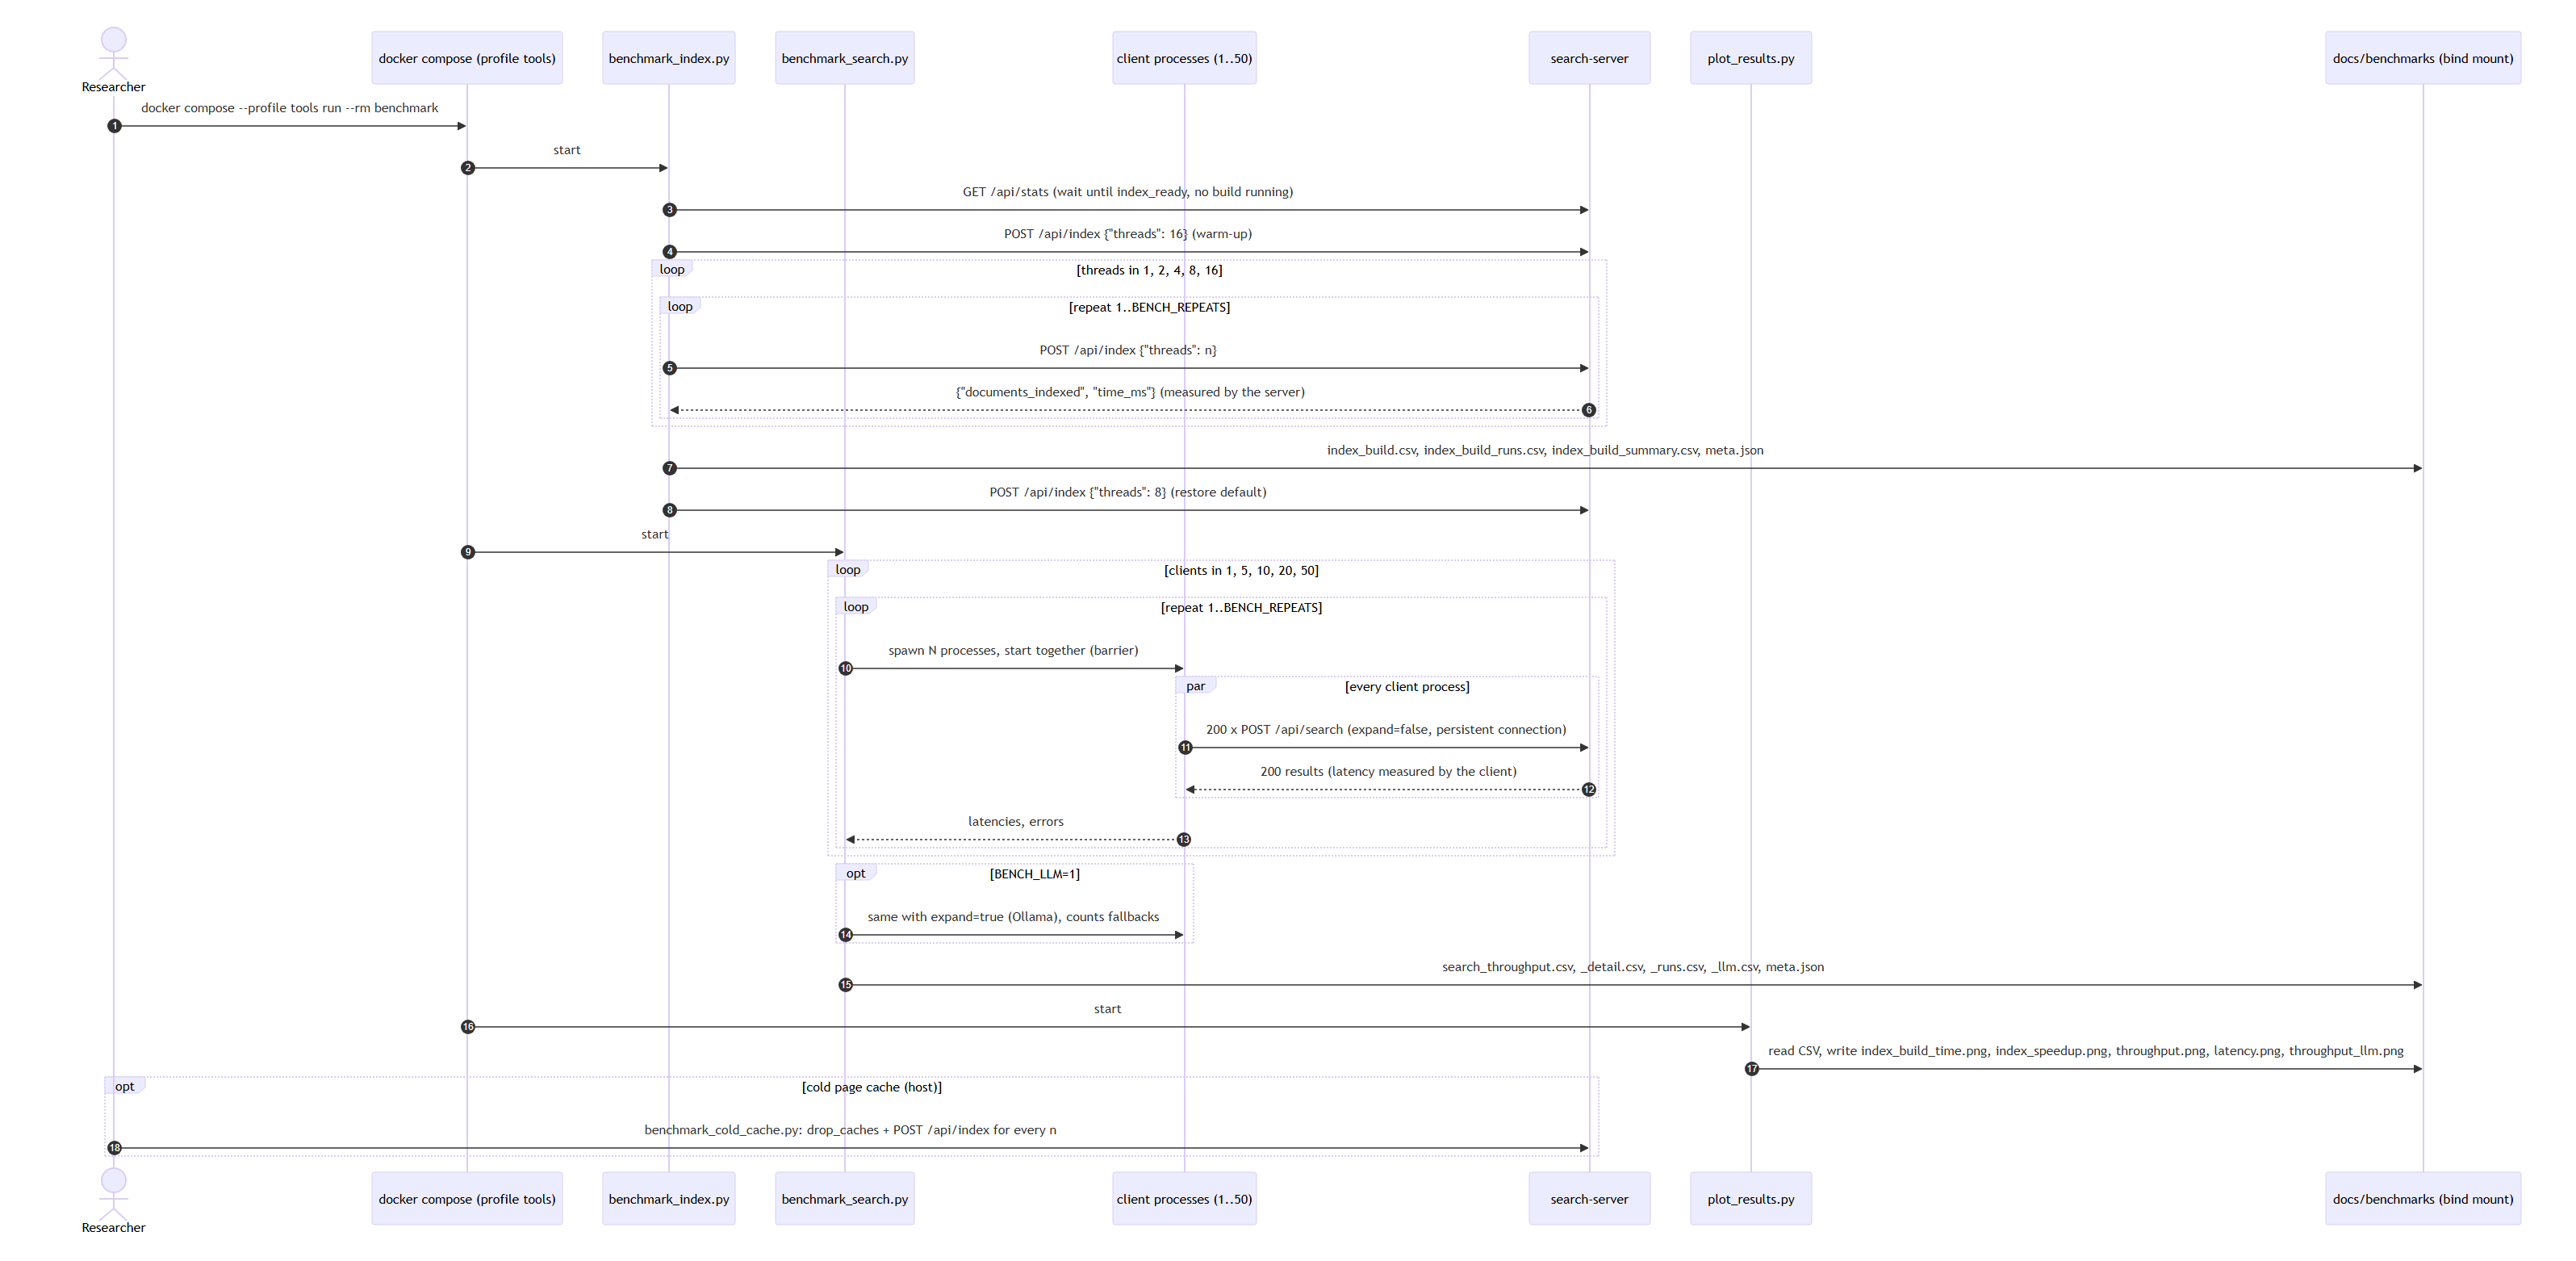 Researcher
docker compose (profile tools)
benchmark_index.py
benchmark_search.py
client processes (1..50)
search-server
plot_results.py
docs/benchmarks (bind mount)
docker compose --profile tools run --rm benchmark
1
start
2
GET /api/stats (wait until index_ready, no build running)
3
POST /api/index {"threads": 16} (warm-up)
4
loop
[threads in 1, 2, 4, 8, 16]
loop
[repeat 1..BENCH_REPEATS]
POST /api/index {"threads": n}
5
{"documents_indexed", "time_ms"} (measured by the server)
6
index_build.csv, index_build_runs.csv, index_build_summary.csv, meta.json
7
POST /api/index {"threads": 8} (restore default)
8
start
9
loop
[clients in 1, 5, 10, 20, 50]
loop
[repeat 1..BENCH_REPEATS]
spawn N processes, start together (barrier)
10
par
[every client process]
200 x POST /api/search (expand=false, persistent connection)
11
200 results (latency measured by the client)
12
latencies, errors
13
opt
[BENCH_LLM=1]
same with expand=true (Ollama), counts fallbacks
14
search_throughput.csv, _detail.csv, _runs.csv, _llm.csv, meta.json
15
start
16
read CSV, write index_build_time.png, index_speedup.png, throughput.png, latency.png, throughput_llm.png
17
opt
[cold page cache (host)]
benchmark_cold_cache.py: drop_caches + POST /api/index for every n
18
Researcher
docker compose (profile tools)
benchmark_index.py
benchmark_search.py
client processes (1..50)
search-server
plot_results.py
docs/benchmarks (bind mount)